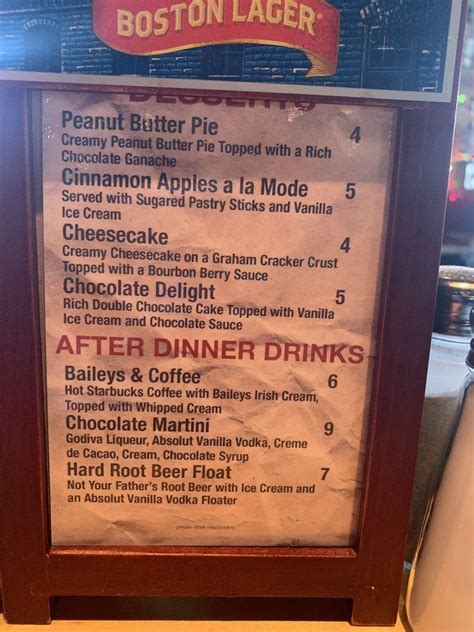 BOSTON LAGER
DESSERTS
Peanut Butter Pie 4
Creamy Peanut Butter Pie Topped with a Rich
Chocolate Ganache
Cinnamon Apples a la Mode 5
Served with Sugared Pastry Sticks and Vanilla
Ice Cream
Cheesecake 4
Creamy Cheesecake on a Graham Cracker Crust
Topped with a Bourbon Berry Sauce
Chocolate Delight 5
Rich Double Chocolate Cake Topped with Vanilla
Ice Cream and Chocolate Sauce
AFTER DINNER DRINKS
Baileys & Coffee 6
Hot Starbucks Coffee with Baileys Irish Cream,
Topped with Whipped Cream
Chocolate Martini 9
Godiva Liqueur, Absolut Vanilla Vodka, Creme
de Cacao, Cream, Chocolate Syrup
Hard Root Beer Float 7
Not Your Father's Root Beer with Ice Cream and
an Absolut Vanilla Vodka Floater
please drink responsibly